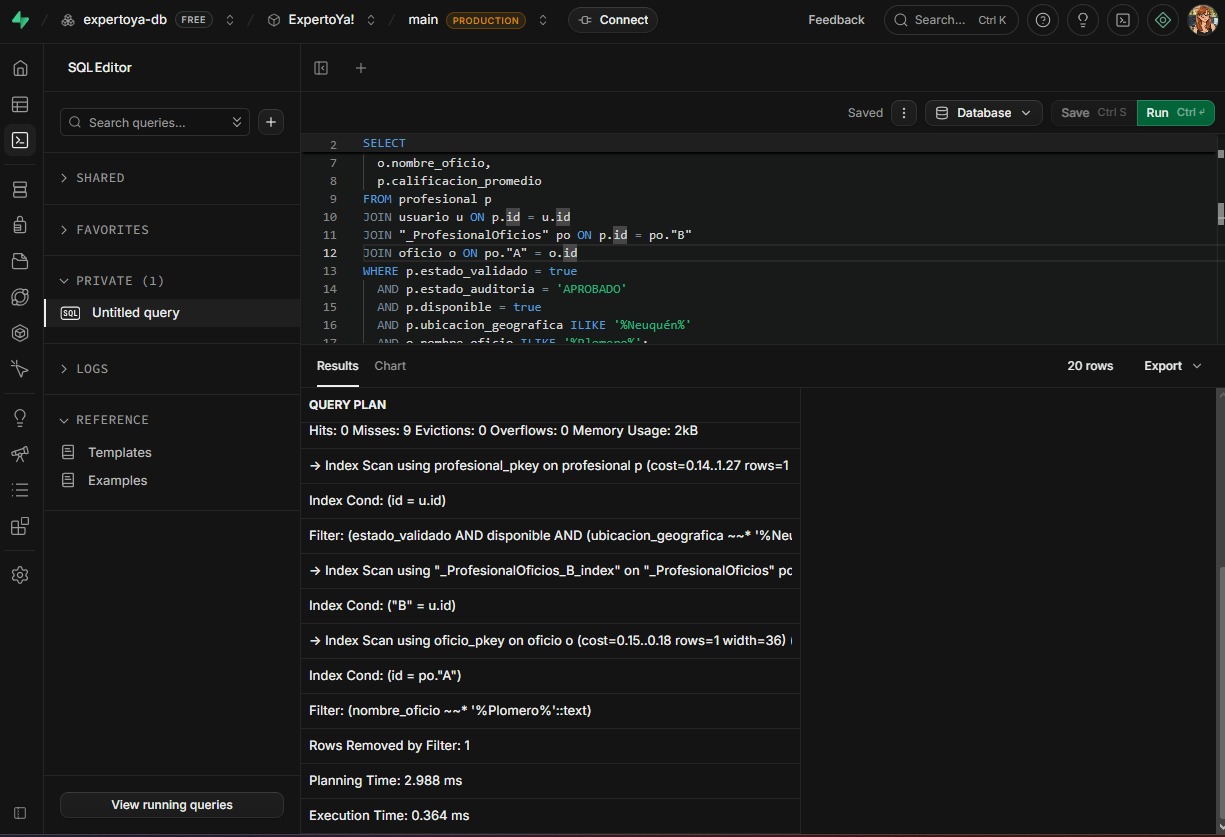 expertoya-db FREE ExpertoYa! main PRODUCTION Connect Feedback Search... Ctrl K
SQL Editor
Search queries...
SHARED
FAVORITES
PRIVATE (1)
SQL Untitled query
LOGS
REFERENCE
Templates
Examples
View running queries
Saved Database Save Ctrl S Run Ctrl ↵
2 SELECT
7 o.nombre_oficio,
8 p.calificacion_promedio
9 FROM profesional p
10 JOIN usuario u ON p.id = u.id
11 JOIN "_ProfesionalOficios" po ON p.id = po."B"
12 JOIN oficio o ON po."A" = o.id
13 WHERE p.estado_validado = true
14 AND p.estado_auditoria = 'APROBADO'
15 AND p.disponible = true
16 AND p.ubicacion_geografica ILIKE '%Neuquén%'
17 AND o.nombre_oficio ILIKE '%Plomero%';
Results Chart 20 rows Export
QUERY PLAN
Hits: 0 Misses: 9 Evictions: 0 Overflows: 0 Memory Usage: 2kB
→ Index Scan using profesional_pkey on profesional p (cost=0.14..1.27 rows=1
Index Cond: (id = u.id)
Filter: (estado_validado AND disponible AND (ubicacion_geografica ~~* '%Neu
→ Index Scan using "_ProfesionalOficios_B_index" on "_ProfesionalOficios" po
Index Cond: ("B" = u.id)
→ Index Scan using oficio_pkey on oficio o (cost=0.15..0.18 rows=1 width=36) (
Index Cond: (id = po."A")
Filter: (nombre_oficio ~~* '%Plomero%'::text)
Rows Removed by Filter: 1
Planning Time: 2.988 ms
Execution Time: 0.364 ms